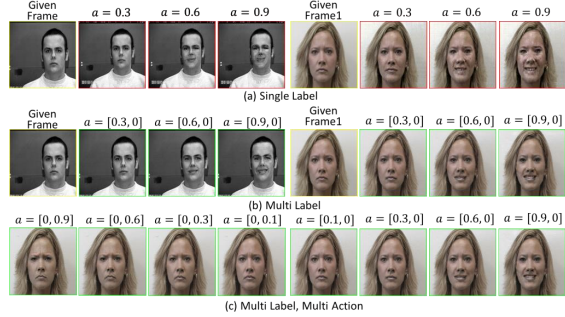 Given Frame a = 0.3 a = 0.6 a = 0.9 Given Frame1 a = 0.3 a = 0.6 a = 0.9
(a) Single Label
Given Frame a = [0.3, 0] a = [0.6, 0] a = [0.9, 0] Given Frame1 a = [0.3, 0] a = [0.6, 0] a = [0.9, 0]
(b) Multi Label
a = [0, 0.9] a = [0, 0.6] a = [0, 0.3] a = [0, 0.1] a = [0.1, 0] a = [0.3, 0] a = [0.6, 0] a = [0.9, 0]
(c) Multi Label, Multi Action